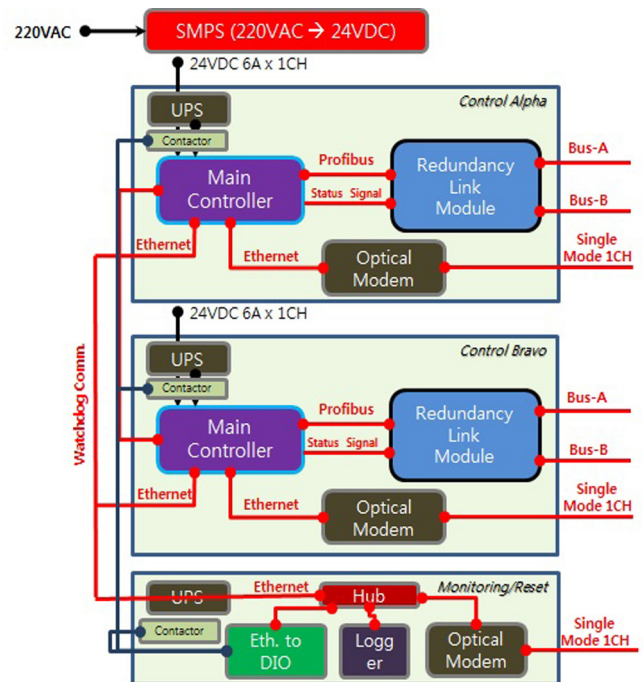 220VAC
SMPS (220VAC → 24VDC)
24VDC 6A x 1CH
Control Alpha
UPS
Contactor
Main
Controller
Profibus
Status Signal
Redundancy
Link
Module
Bus-A
Bus-B
Ethernet
Ethernet
Optical
Modem
Single
Mode 1CH
24VDC 6A x 1CH
Control Bravo
UPS
Contactor
Main
Controller
Profibus
Status Signal
Redundancy
Link
Module
Bus-A
Bus-B
Ethernet
Ethernet
Optical
Modem
Single
Mode 1CH
Watchdog Comm.
Monitoring/Reset
UPS
Ethernet
Hub
Contactor
Eth. to
DIO
Logg
er
Optical
Modem
Single
Mode 1CH